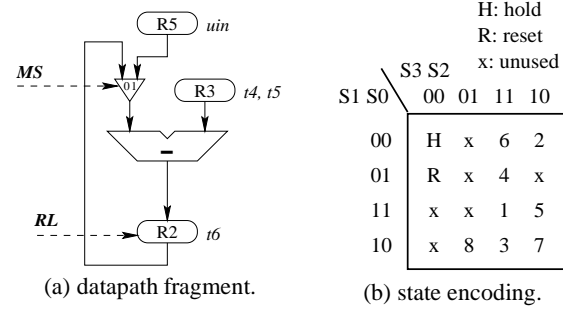 R5 uin
MS
01
R3 t4, t5
-
RL
R2 t6
(a) datapath fragment.
H: hold
R: reset
x: unused
S3 S2
S1 S0 00 01 11 10
00 H x 6 2
01 R x 4 x
11 x x 1 5
10 x 8 3 7
(b) state encoding.